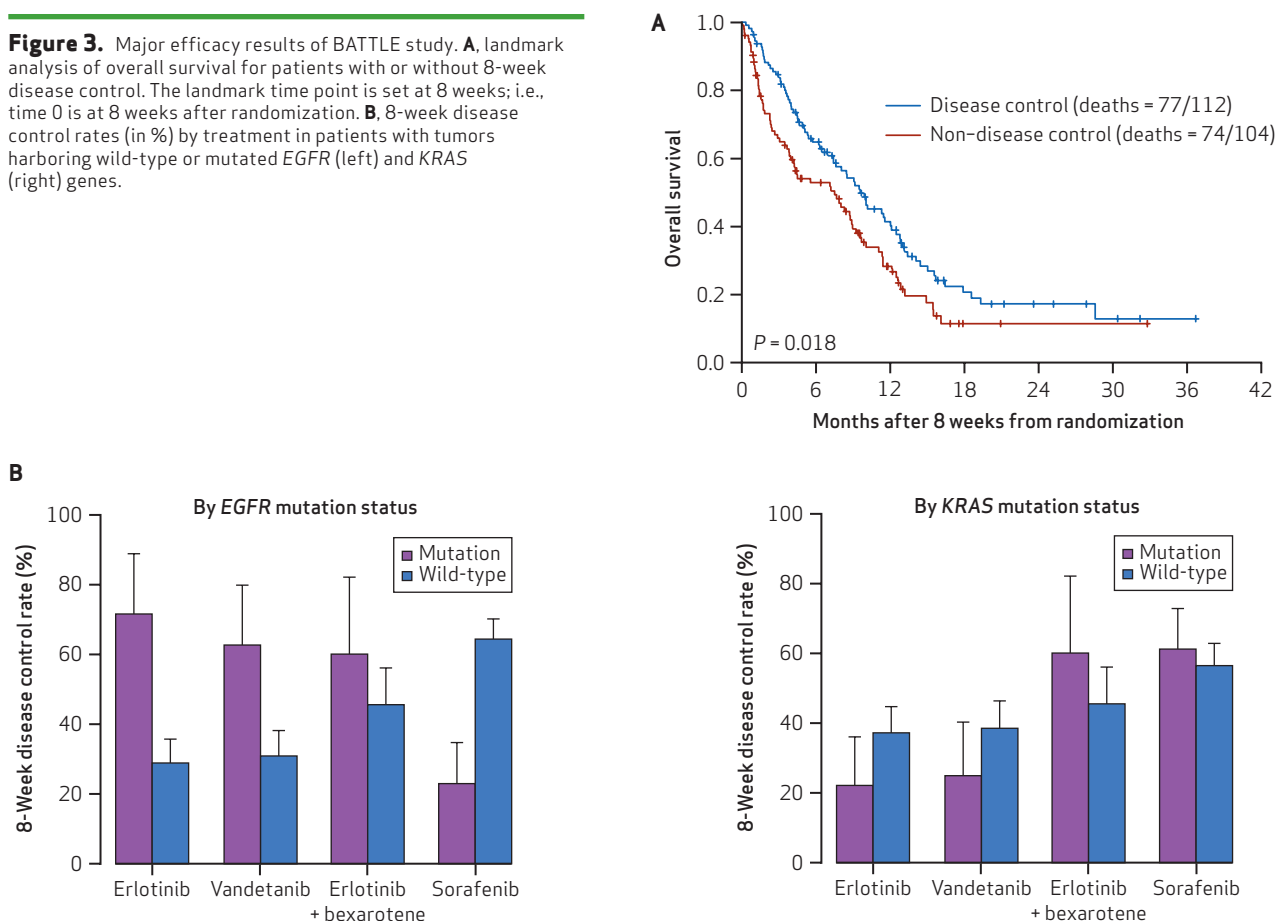 Figure 3. Major efficacy results of BATTLE study. A, landmark
analysis of overall survival for patients with or without 8-week
disease control. The landmark time point is set at 8 weeks; i.e.,
time 0 is at 8 weeks after randomization. B, 8-week disease
control rates (in %) by treatment in patients with tumors
harboring wild-type or mutated EGFR (left) and KRAS
(right) genes.
A
Overall survival
1.0
0.8
0.6
0.4
0.2
0.0
Disease control (deaths = 77/112)
Non–disease control (deaths = 74/104)
P = 0.018
0 6 12 18 24 30 36 42
Months after 8 weeks from randomization
B
By EGFR mutation status
8-Week disease control rate (%)
100
80
60
40
20
0
Mutation
Wild-type
Erlotinib Vandetanib Erlotinib Sorafenib
+ bexarotene
By KRAS mutation status
8-Week disease control rate (%)
100
80
60
40
20
0
Mutation
Wild-type
Erlotinib Vandetanib Erlotinib Sorafenib
+ bexarotene